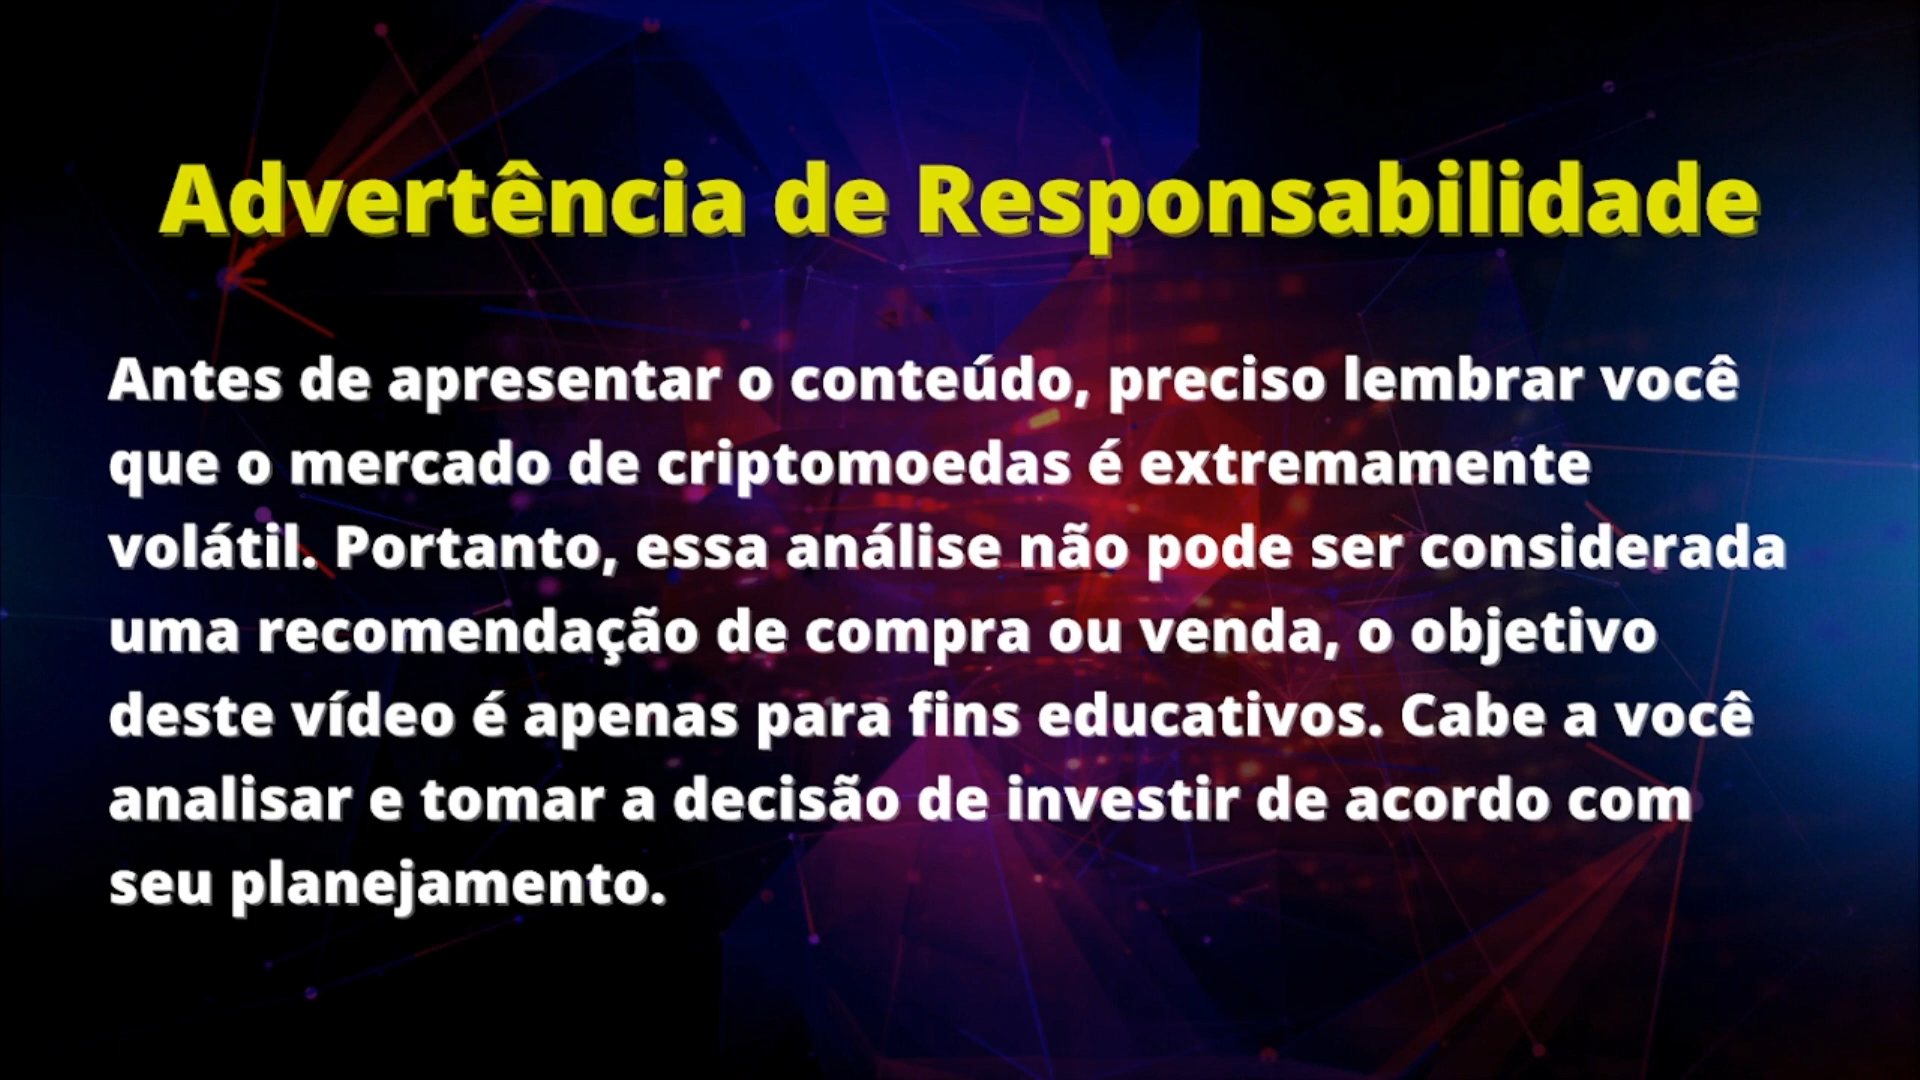 Advertência de Responsabilidade
Antes de apresentar o conteúdo, preciso lembrar você
que o mercado de criptomoedas é extremamente
volátil. Portanto, essa análise não pode ser considerada
uma recomendação de compra ou venda, o objetivo
deste vídeo é apenas para fins educativos. Cabe a você
analisar e tomar a decisão de investir de acordo com
seu planejamento.